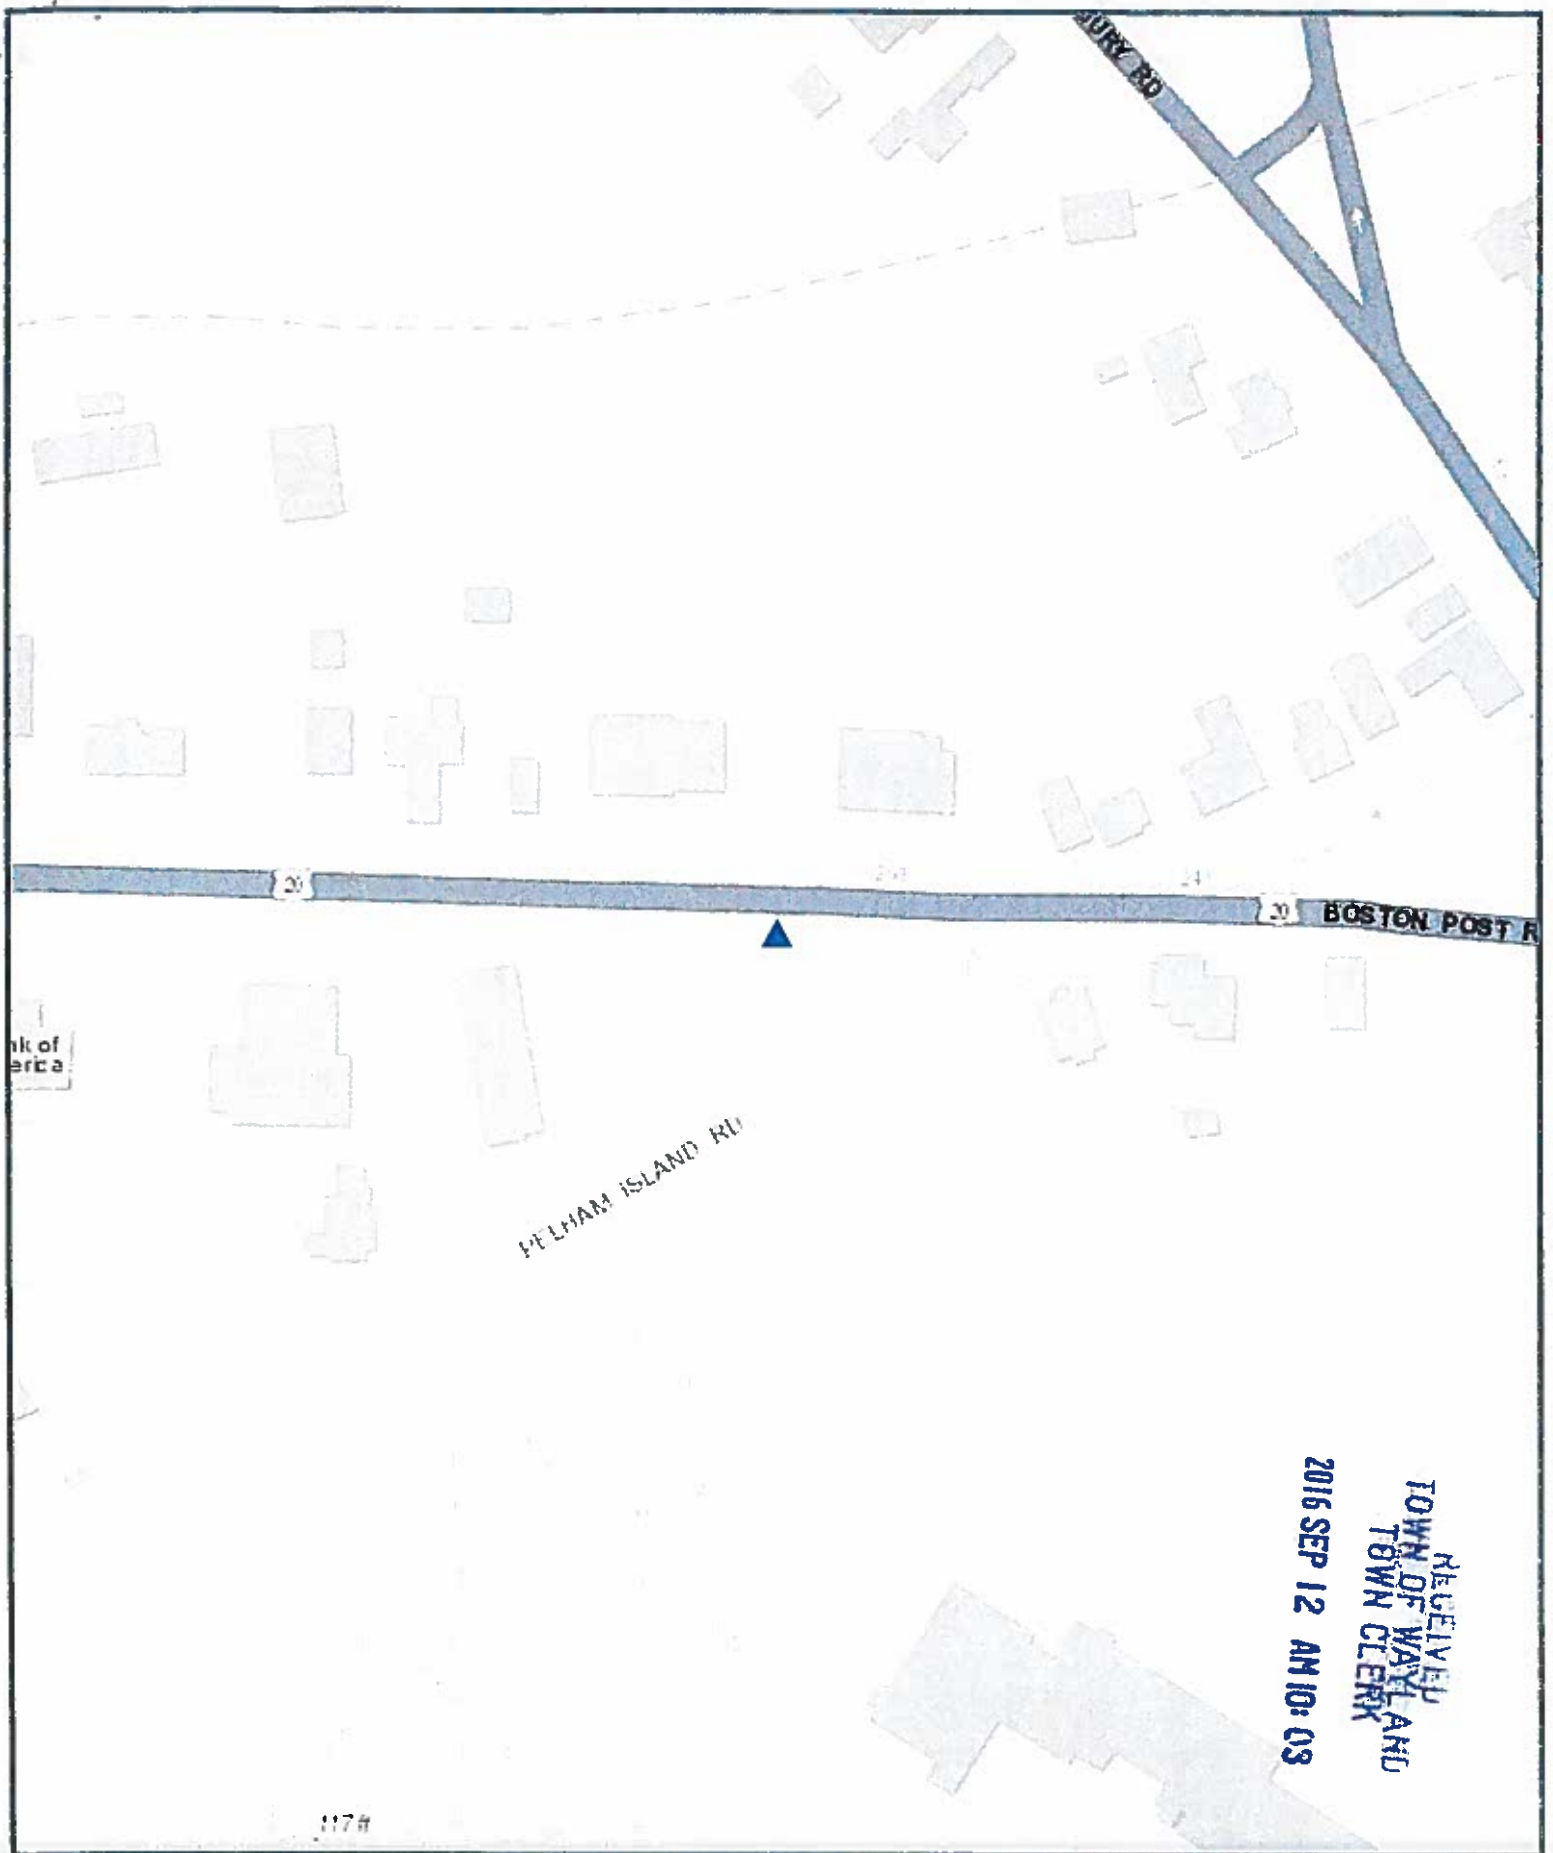 BURY RD
20
20
BOSTON POST R
nk of
erica
PELHAM ISLAND RD
RECEIVED
TOWN OF WAYLAND
TOWN CLERK
2016 SEP 12 AM 10:03
117 ft